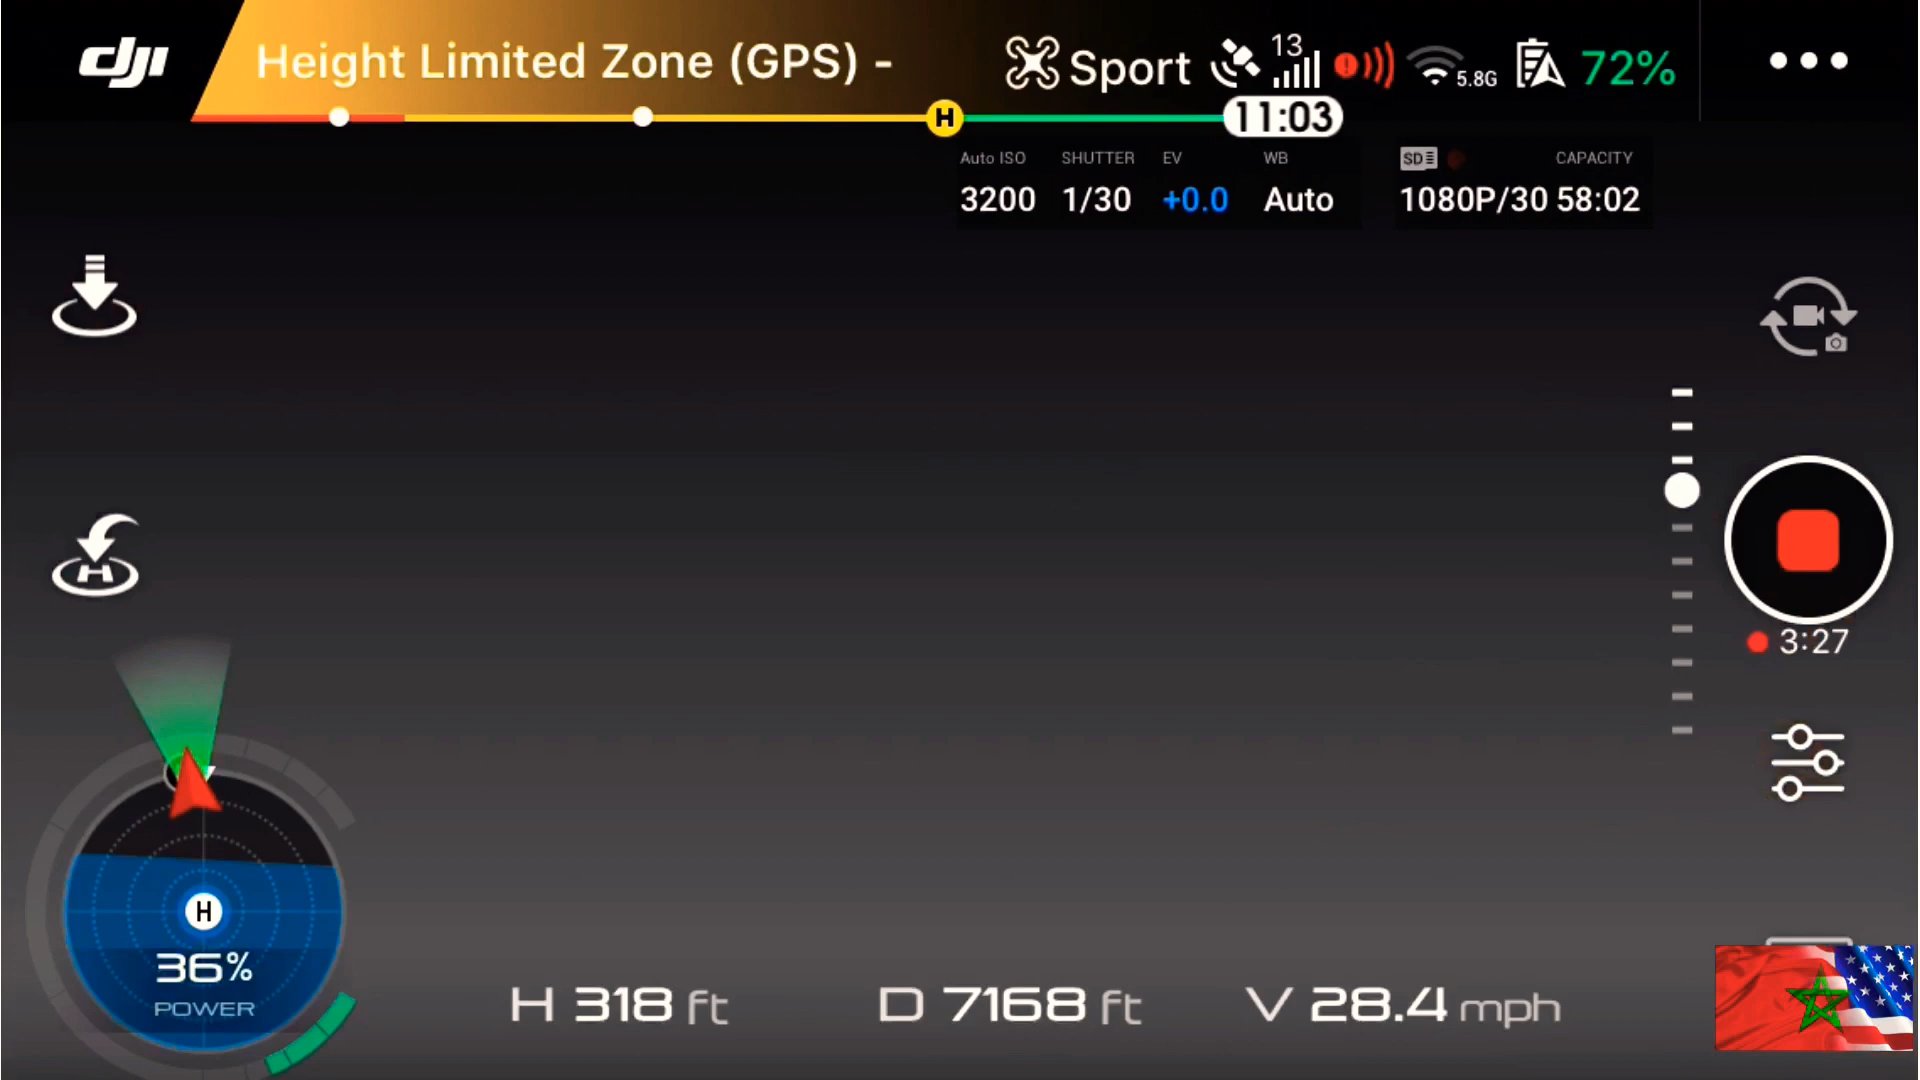 dji Height Limited Zone (GPS) - Sport 13 5.8G 72%
H 11:03
Auto ISO SHUTTER EV WB SD CAPACITY
3200 1/30 +0.0 Auto 1080P/30 58:02
H
3:27
H
36%
POWER
H 318 ft D 7168 ft V 28.4 mph